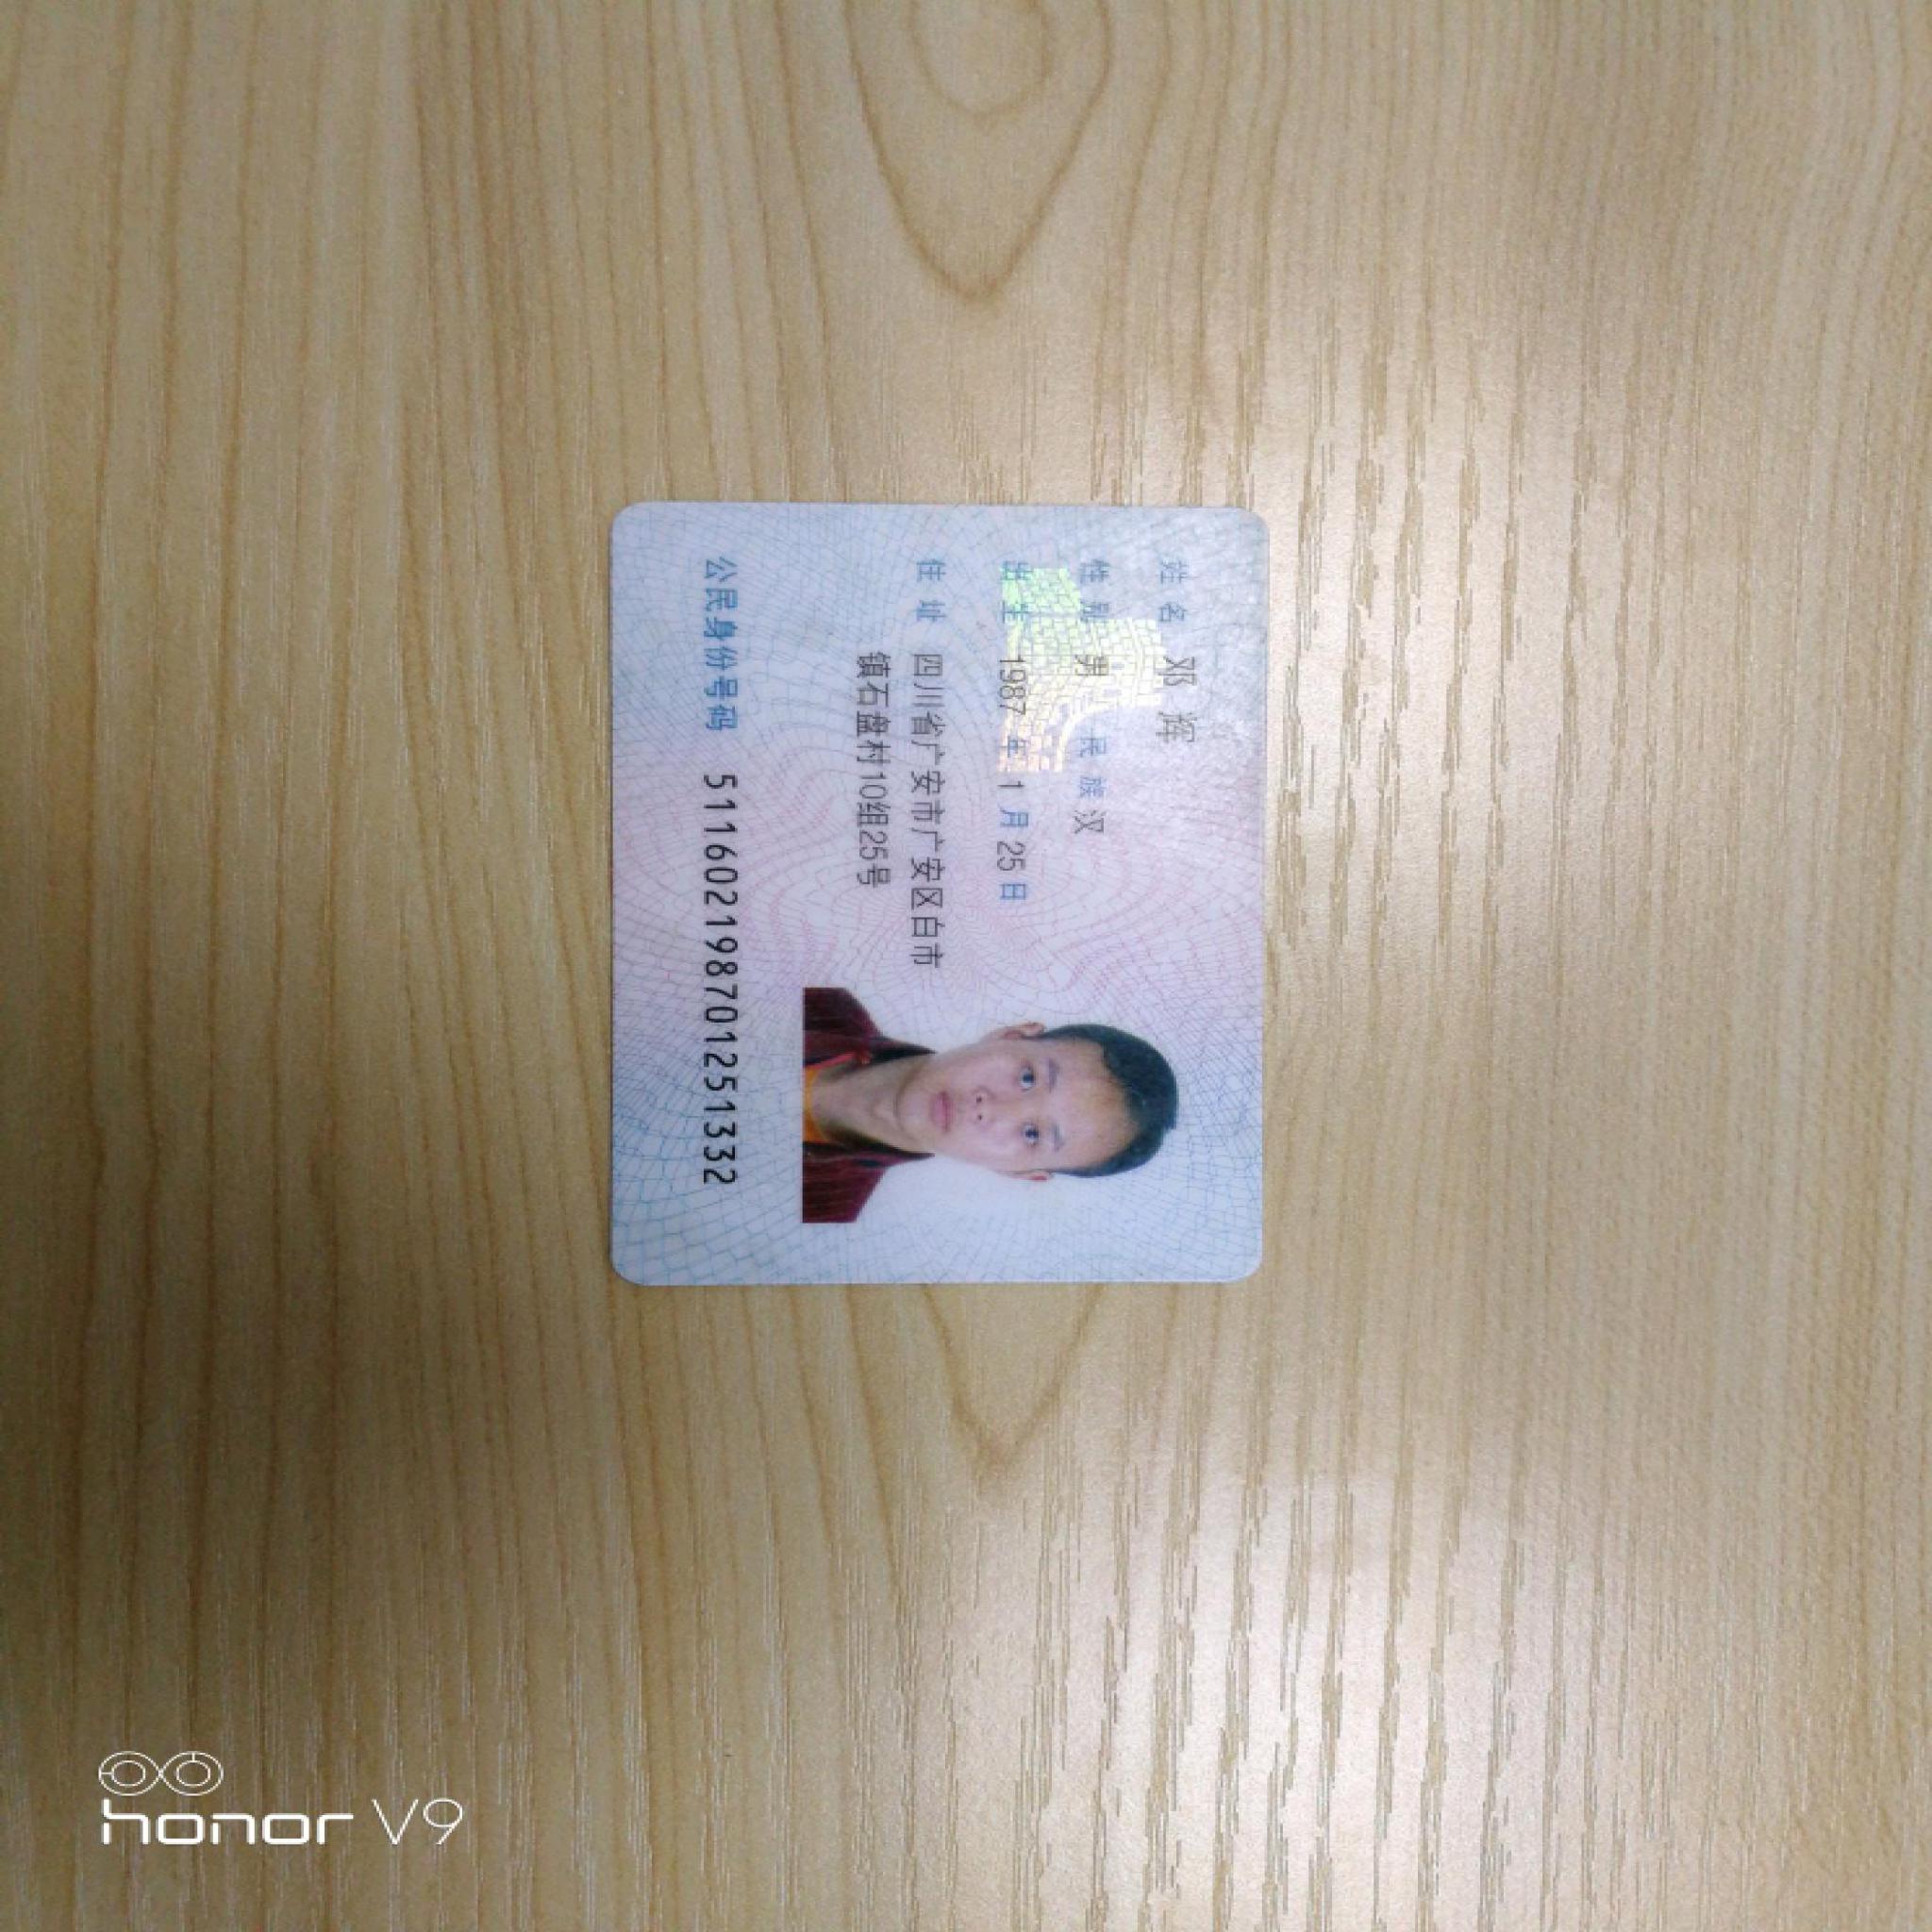 姓名 邓辉
性别 男 民族 汉
出生 1987 年 1 月 25 日
住址 四川省广安市广安区白市
镇石盘村10组25号
公民身份号码 511602198701251332
honor V9